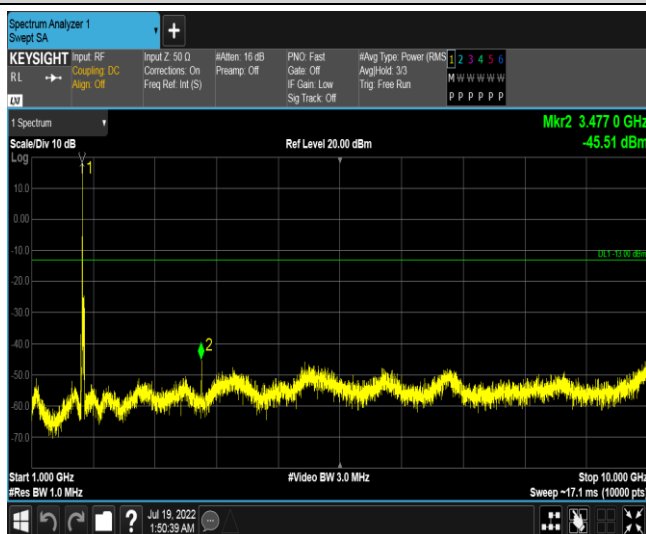 Spectrum Analyzer 1
Swept SA
+
KEYSIGHT
RL
LXI
Input: RF
Coupling: DC
Align: Off
Input Z: 50 Ω
Corrections: On
Freq Ref: Int (S)
#Atten: 16 dB
Preamp: Off
PNO: Fast
Gate: Off
IF Gain: Low
Sig Track: Off
#Avg Type: Power (RMS
Avg|Hold: 3/3
Trig: Free Run
1 2 3 4 5 6
M W W W W W
P P P P P P
1 Spectrum
Mkr2 3.477 0 GHz
Scale/Div 10 dB
Ref Level 20.00 dBm
-45.51 dBm
Log
1
10.0
0.00
-10.0
DL1 -13.00 dBm
-20.0
-30.0
-40.0
2
-50.0
-60.0
-70.0
Start 1.000 GHz
#Video BW 3.0 MHz
Stop 10.000 GHz
#Res BW 1.0 MHz
Sweep ~17.1 ms (10000 pts)
?
Jul 19, 2022
1:50:39 AM